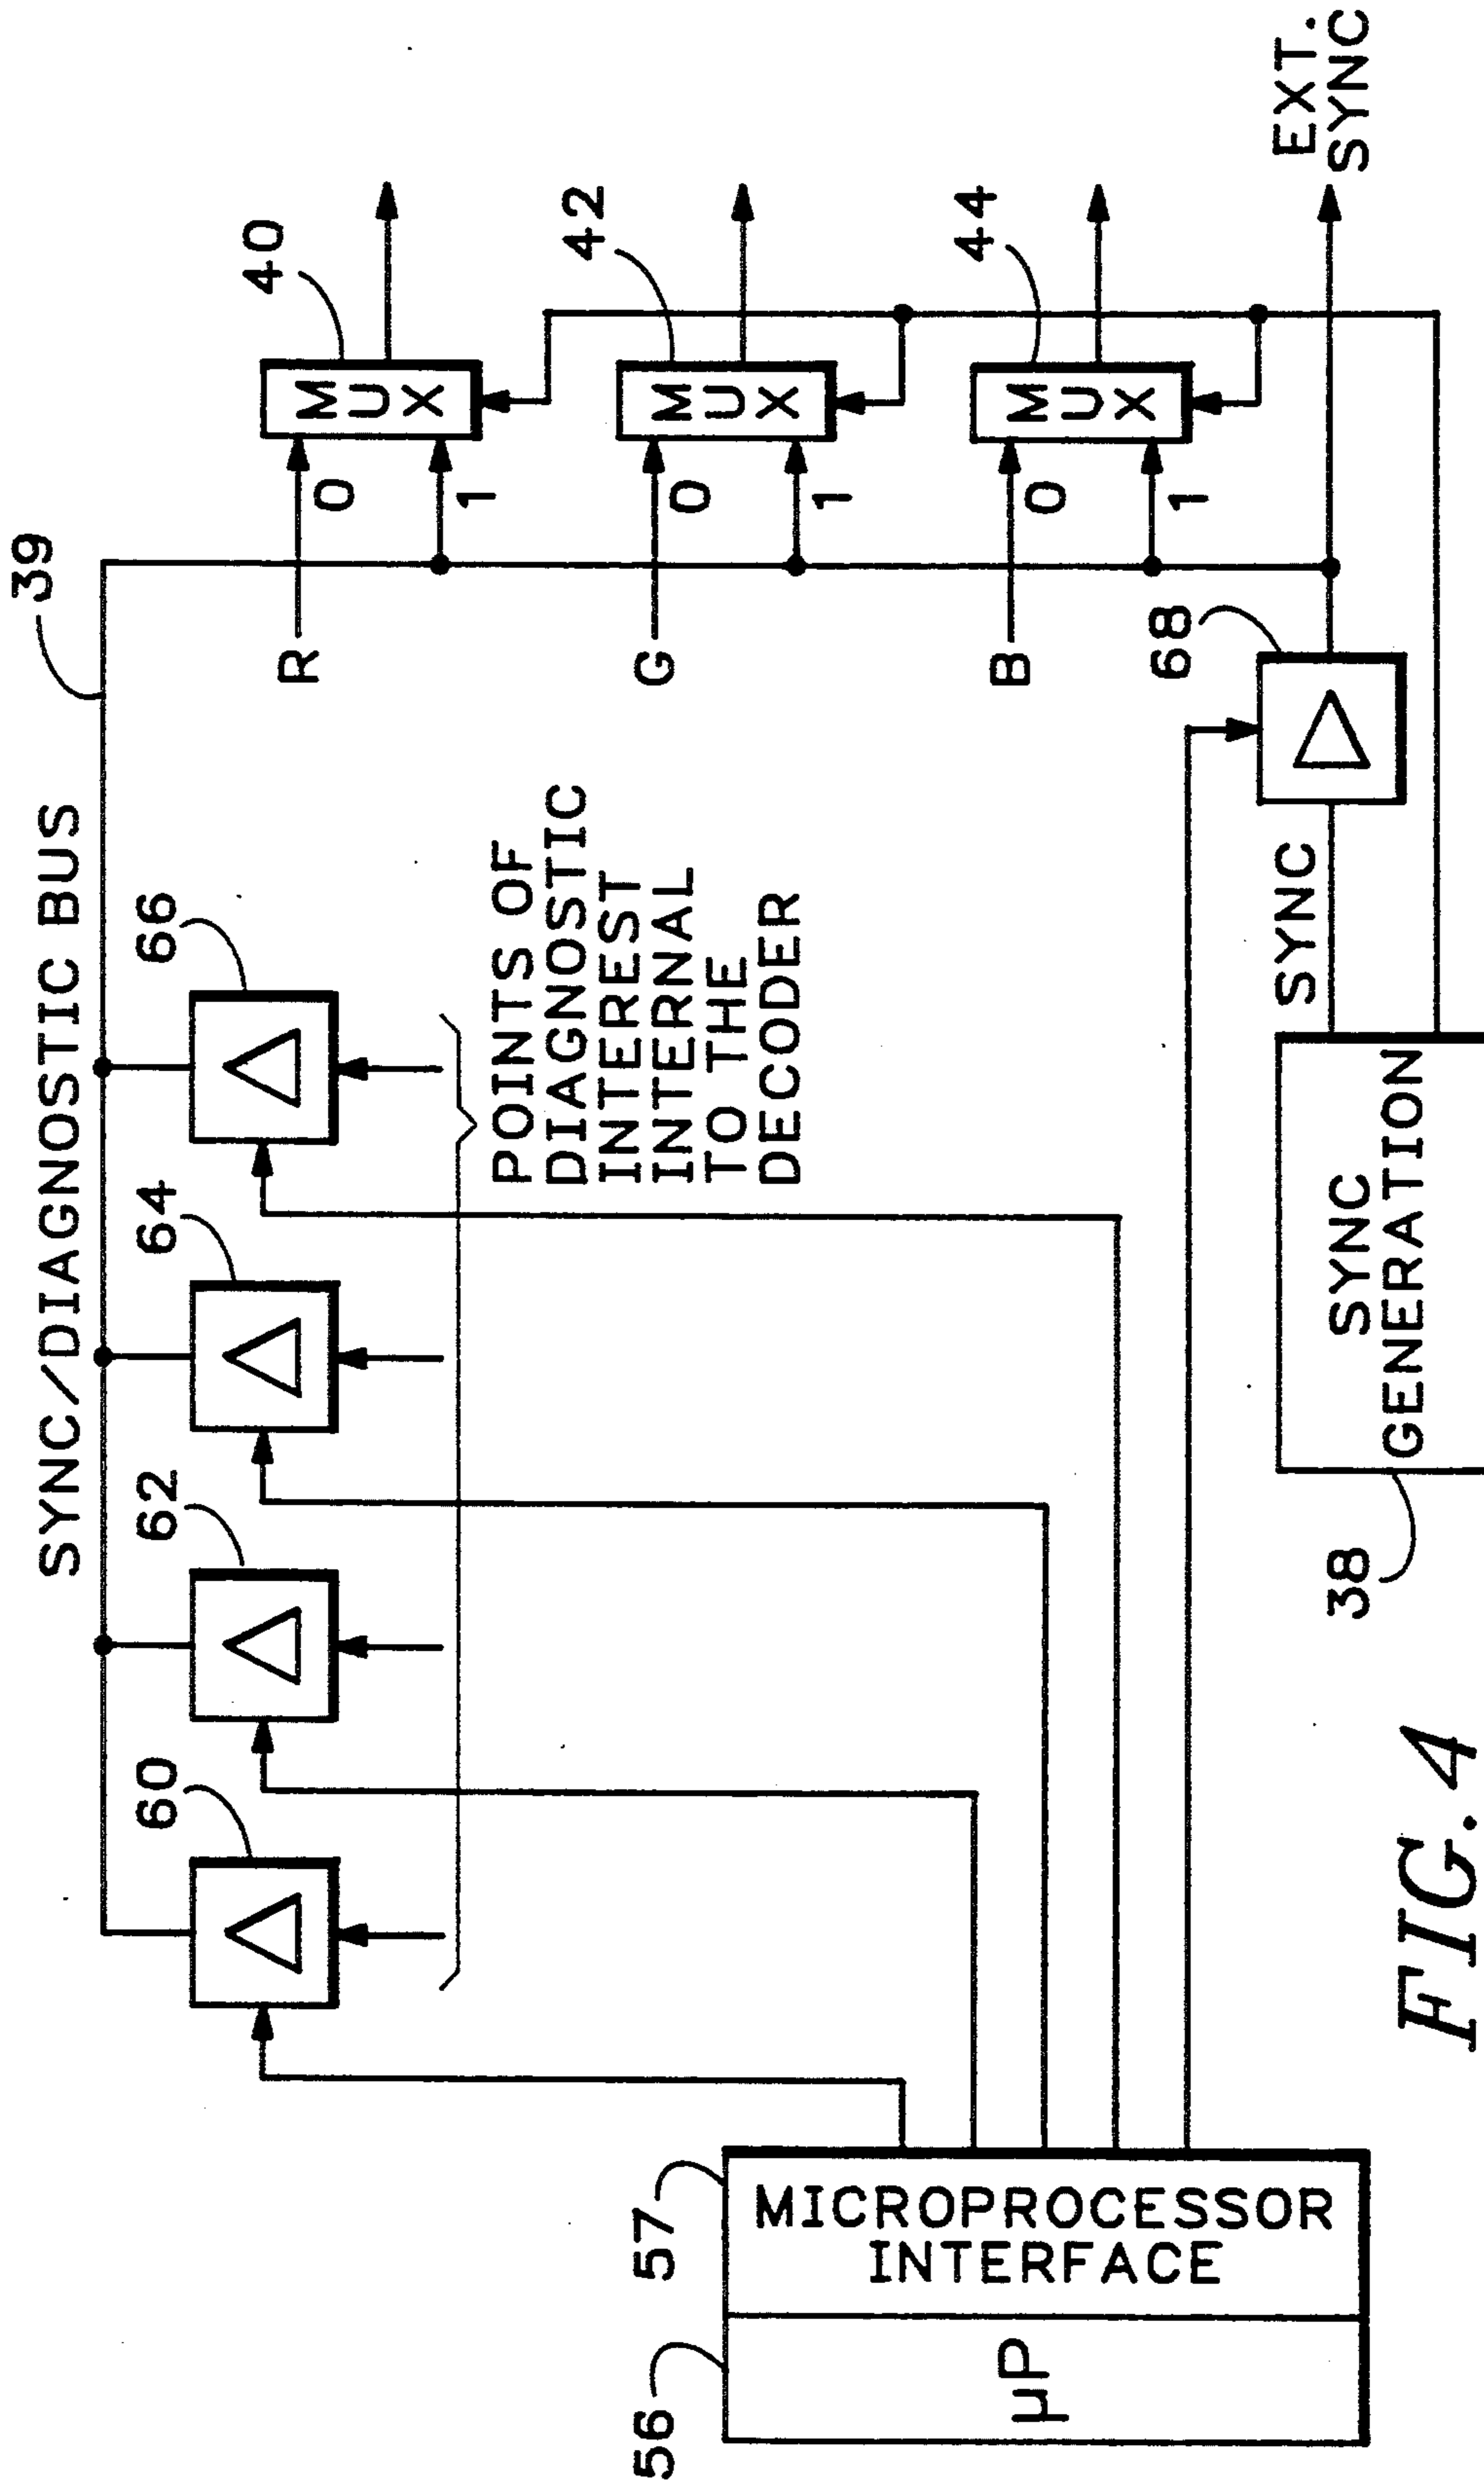 SYNC/DIAGNOSTIC BUS
39
60
62
64
66
POINTS OF
DIAGNOSTIC
INTEREST
INTERNAL
TO THE
DECODER
R
0
1
MUX
40
G
0
1
MUX
42
B
0
1
MUX
44
57
MICROPROCESSOR
INTERFACE
56
µP
68
SYNC
EXT.
SYNC
38
SYNC
GENERATION
FIG. 4